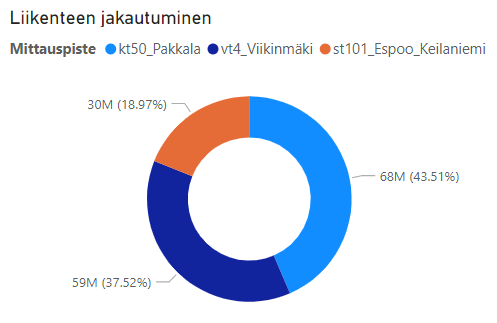 Liikenteen jakautuminen
Mittauspiste kt50_Pakkala vt4_Viikinmäki st101_Espoo_Keilaniemi
30M (18.97%)
68M (43.51%)
59M (37.52%)